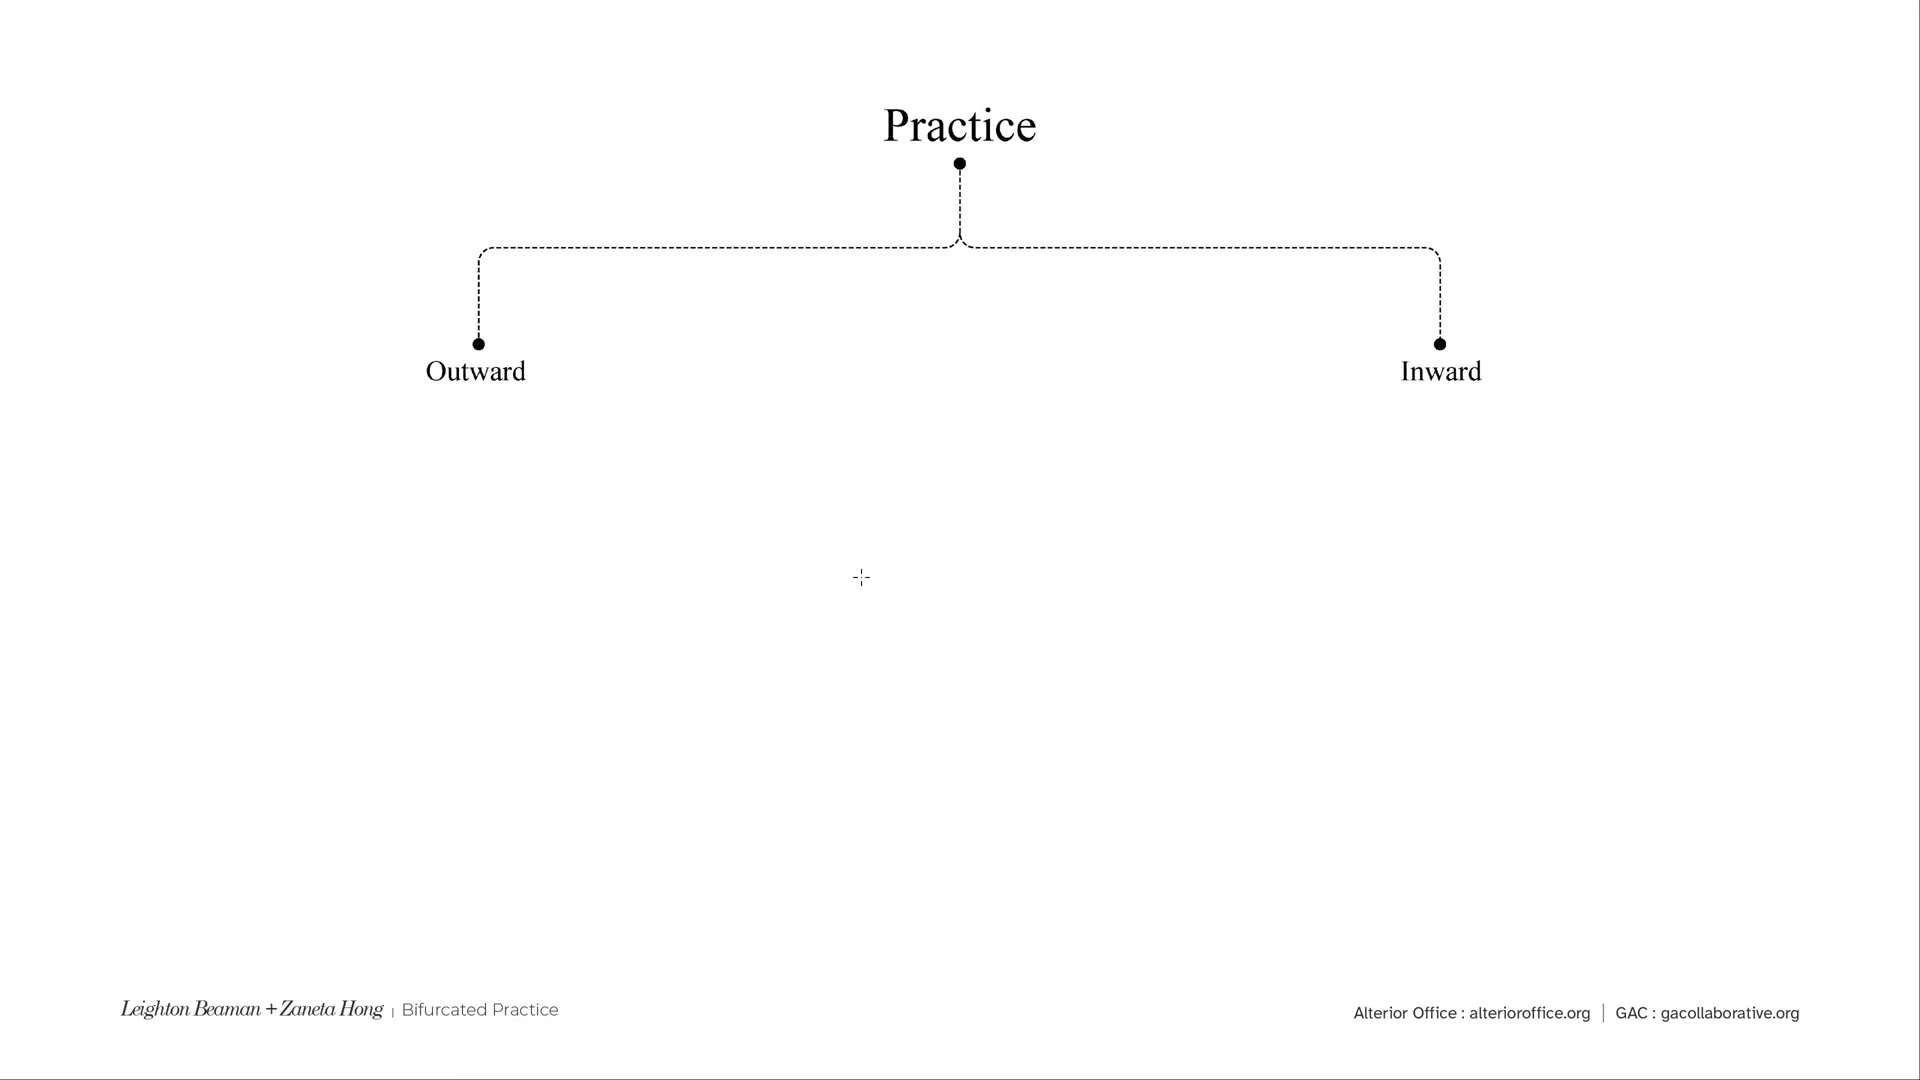 Practice
Outward
Inward
Leighton Beaman + Zaneta Hong | Bifurcated Practice
Alterior Office : alterioroffice.org | GAC : gacollaborative.org